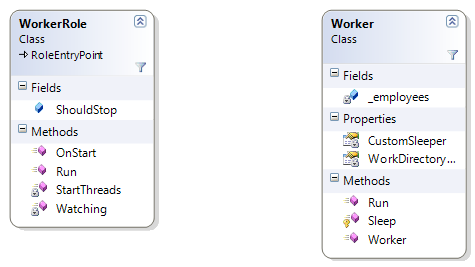 WorkerRole
Class
RoleEntryPoint
Fields
ShouldStop
Methods
OnStart
Run
StartThreads
Watching
Worker
Class
Fields
_employees
Properties
CustomSleeper
WorkDirectory...
Methods
Run
Sleep
Worker